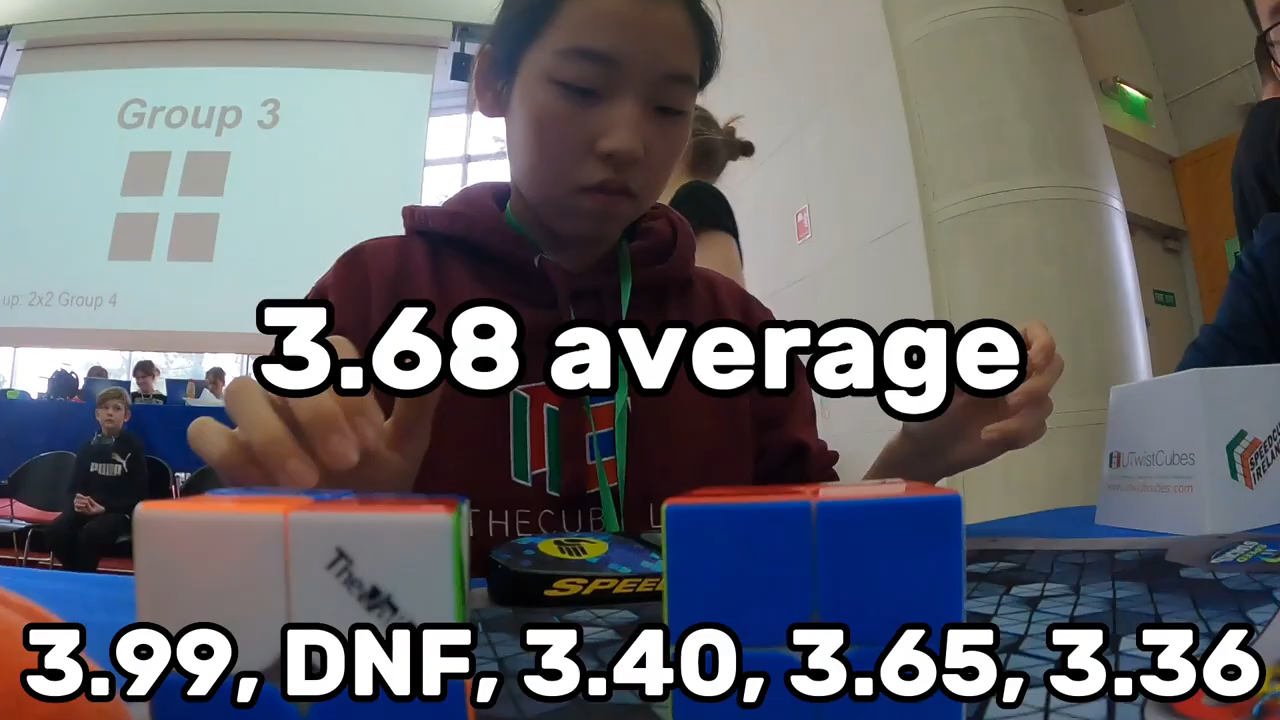 Group 3
up: 2x2 Group 4
3.68 average
PUMA
THECUB
UTwistCubes
SPEED
3.99, DNF, 3.40, 3.65, 3.36